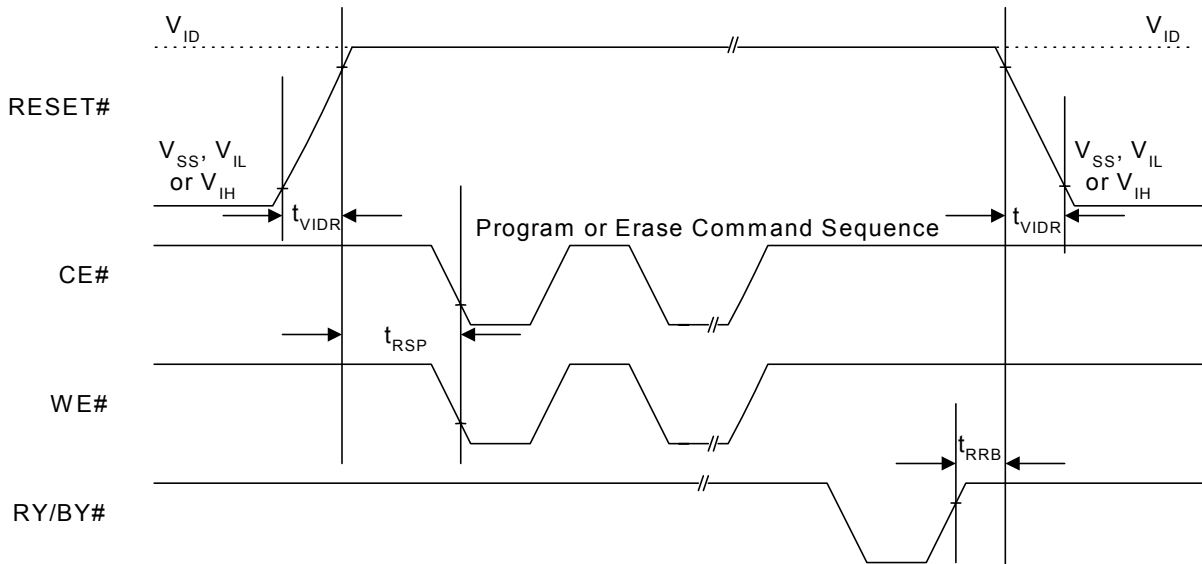 V_ID V_ID
RESET#
V_SS, V_IL
or V_IH
V_SS, V_IL
or V_IH
t_VIDR t_VIDR
Program or Erase Command Sequence
CE#
t_RSP
WE#
t_RRB
RY/BY#